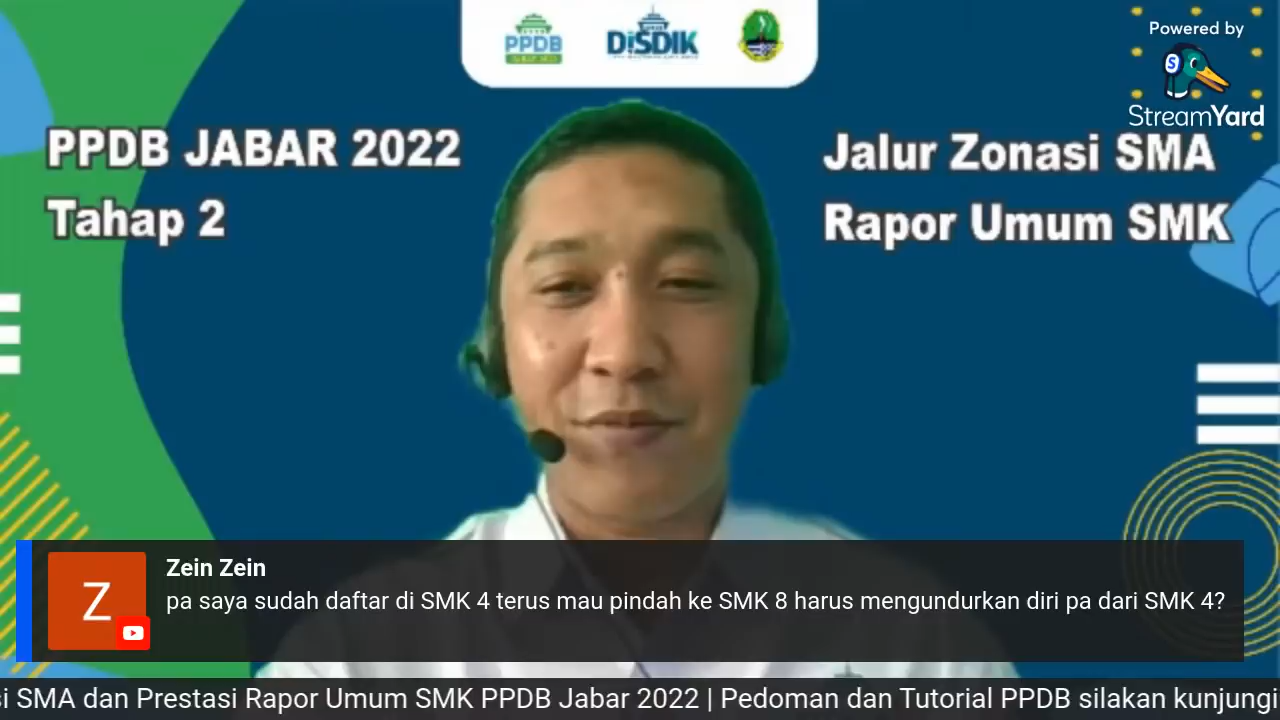 PPDB
DiSDIK
Powered by
StreamYard
PPDB JABAR 2022
Tahap 2
Jalur Zonasi SMA
Rapor Umum SMK
Z
Zein Zein
pa saya sudah daftar di SMK 4 terus mau pindah ke SMK 8 harus mengundurkan diri pa dari SMK 4?
si SMA dan Prestasi Rapor Umum SMK PPDB Jabar 2022 | Pedoman dan Tutorial PPDB silakan kunjungi